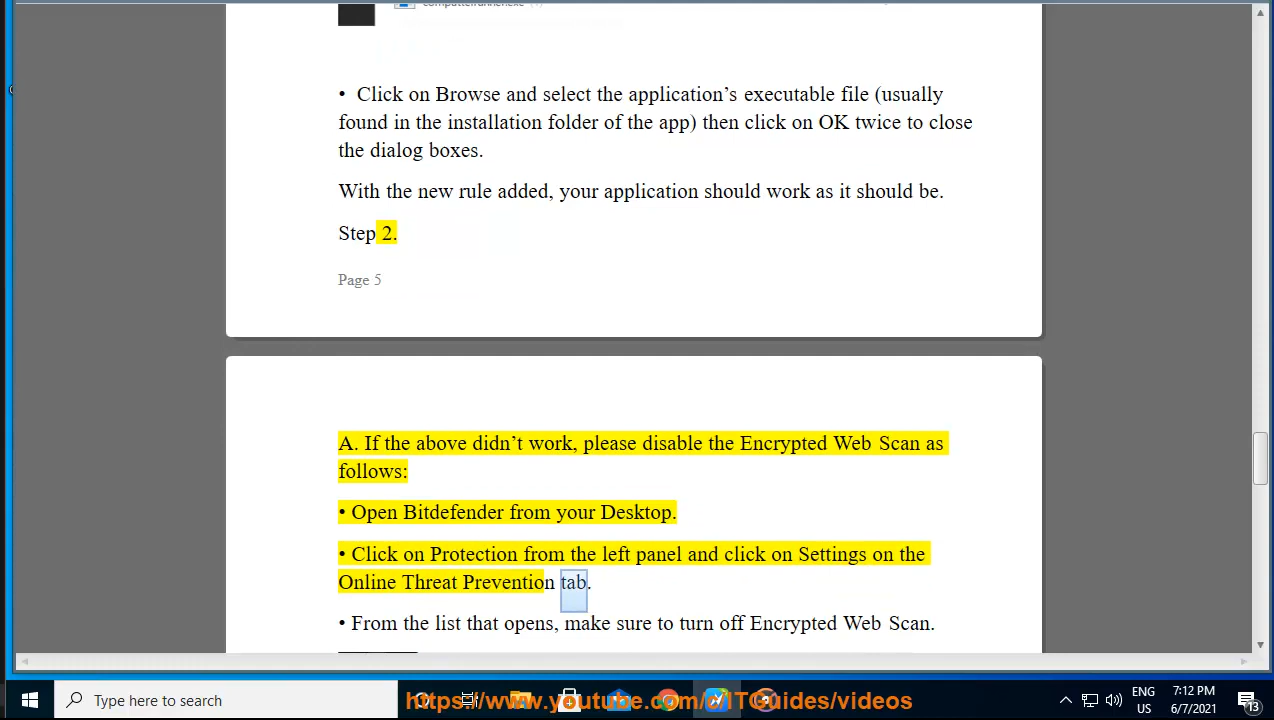 • Click on Browse and select the application’s executable file (usually
found in the installation folder of the app) then click on OK twice to close
the dialog boxes.
With the new rule added, your application should work as it should be.
Step 2.
Page 5
A. If the above didn’t work, please disable the Encrypted Web Scan as
follows:
• Open Bitdefender from your Desktop.
• Click on Protection from the left panel and click on Settings on the
Online Threat Prevention tab.
• From the list that opens, make sure to turn off Encrypted Web Scan.
Type here to search
https://www.youtube.com/c/ITGuides/videos
ENG
US
7:12 PM
6/7/2021
13